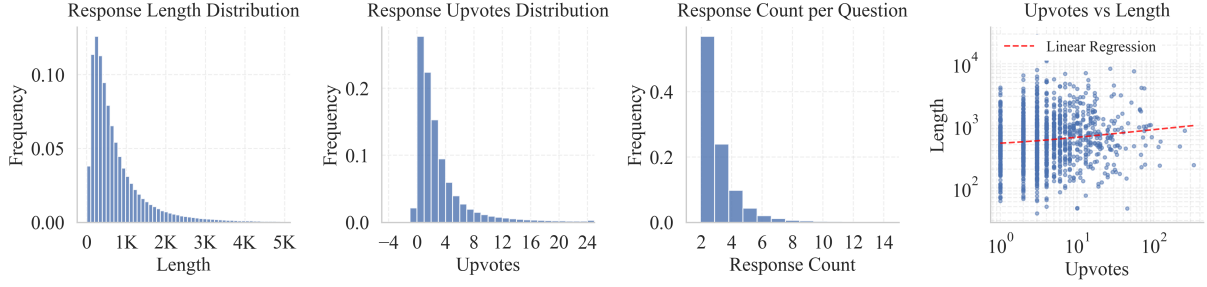 Response Length Distribution
Frequency
0.10
0.05
0.00
0 1K 2K 3K 4K 5K
Length
Response Upvotes Distribution
Frequency
0.2
0.1
0.0
−4 0 4 8 12 16 20 24
Upvotes
Response Count per Question
Frequency
0.4
0.2
0.0
2 4 6 8 10 12 14
Response Count
Upvotes vs Length
Linear Regression
Length
10⁴
10³
10²
10⁰ 10¹ 10²
Upvotes